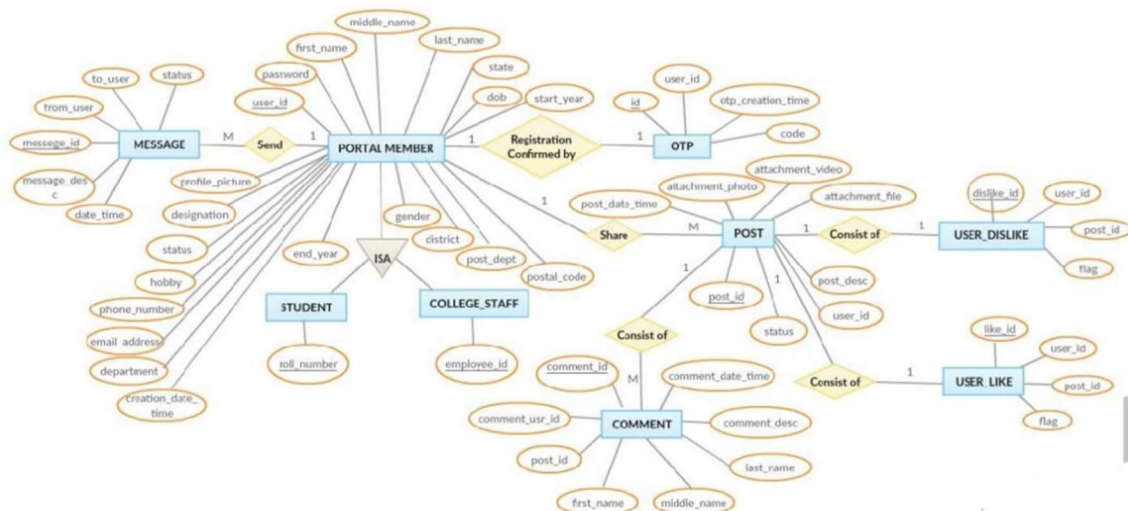 middle_name
first_name
last_name
password
state
user_id
dob
start_year
to_user
status
from_user
messege_id
message_des
c
date_time
MESSAGE
M
Send
1
PORTAL MEMBER
1
Registration
Confirmed by
1
OTP
id
user_id
otp_creation_time
code
profile_picture
designation
status
hobby
phone_number
email_address
department
creation_date_
time
end_year
gender
district
post_dept
postal_code
ISA
STUDENT
roll_number
COLLEGE_STAFF
employee_id
1
Share
M
POST
post_date_time
attachment_photo
attachment_video
attachment_file
post_id
status
post_desc
user_id
1
Consist of
1
USER_DISLIKE
dislike_id
user_id
post_id
flag
1
Consist of
1
USER_LIKE
like_id
user_id
post_id
flag
1
Consist of
M
COMMENT
comment_id
comment_date_time
comment_usr_id
comment_desc
post_id
last_name
first_name
middle_name